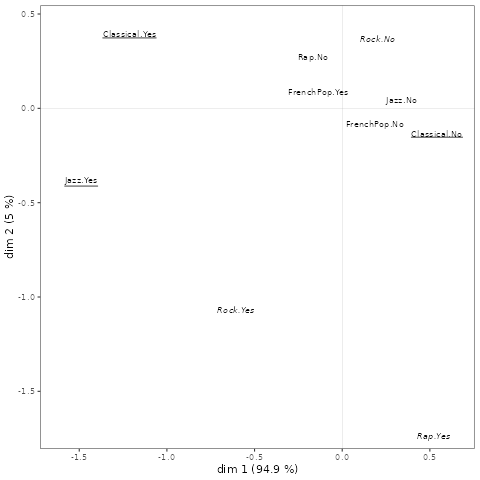 0.5
Classical.Yes
Rock.No
Rap.No
FrenchPop.Yes
Jazz.No
0.0
FrenchPop.No
Classical.No
Jazz.Yes
-0.5
dim 2 (5 %)
-1.0
Rock.Yes
-1.5
Rap.Yes
-1.5 -1.0 -0.5 0.0 0.5
dim 1 (94.9 %)